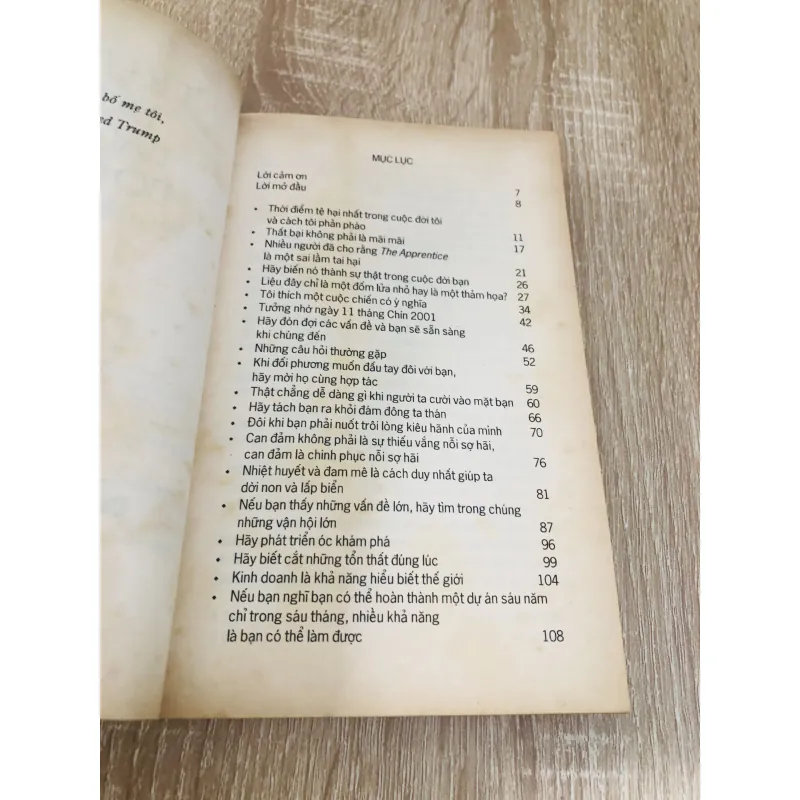 bố mẹ tôi,
Trump
MỤC LỤC
Lời cảm ơn 7
Lời mở đầu 8
• Thời điểm tệ hại nhất trong cuộc đời tôi
và cách tôi phản pháo 11
• Thất bại không phải là mãi mãi 17
• Nhiều người đã cho rằng The Apprentice
là một sai lầm tai hại 21
• Hãy biến nó thành sự thật trong cuộc đời bạn 26
• Liệu đây chỉ là một đốm lửa nhỏ hay là một thảm họa? 27
• Tôi thích một cuộc chiến có ý nghĩa 34
• Tưởng nhớ ngày 11 tháng Chín 2001 42
• Hãy đón đợi các vấn đề và bạn sẽ sẵn sàng
khi chúng đến 46
• Những câu hỏi thường gặp 52
• Khi đối phương muốn đấu tay đôi với bạn,
hãy mời họ cùng hợp tác 59
• Thật chẳng dễ dàng gì khi người ta cười vào mặt bạn 60
• Hãy tách bạn ra khỏi đám đông ta thán 66
• Đôi khi bạn phải nuốt trôi lòng kiêu hãnh của mình 70
• Can đảm không phải là sự thiếu vắng nỗi sợ hãi,
can đảm là chinh phục nỗi sợ hãi 76
• Nhiệt huyết và đam mê là cách duy nhất giúp ta
dời non và lấp biển 81
• Nếu bạn thấy những vấn đề lớn, hãy tìm trong chúng
những vận hội lớn 87
• Hãy phát triển óc khám phá 96
• Hãy biết cắt những tổn thất đúng lúc 99
• Kinh doanh là khả năng hiểu biết thế giới 104
• Nếu bạn nghĩ bạn có thể hoàn thành một dự án sáu năm
chỉ trong sáu tháng, nhiều khả năng
là bạn có thể làm được 108